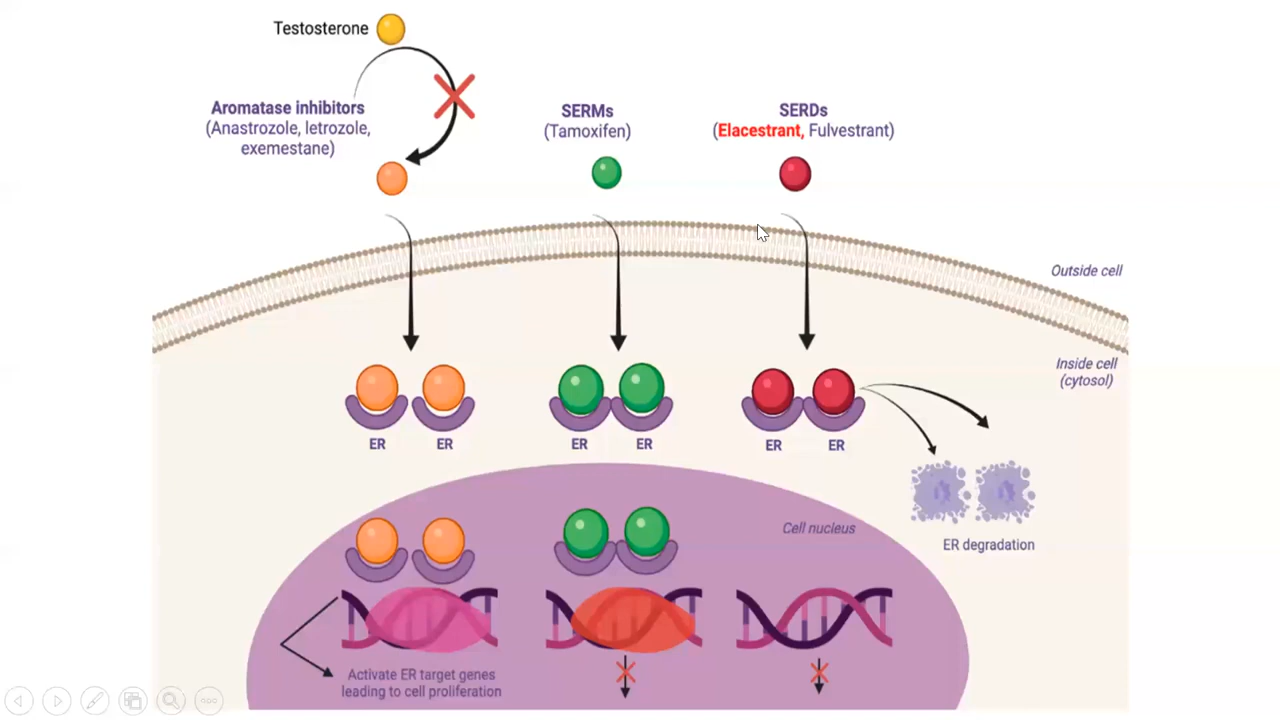 Testosterone
Aromatase inhibitors
(Anastrozole, letrozole,
exemestane)
SERMs
(Tamoxifen)
SERDs
(Elacestrant, Fulvestrant)
Outside cell
Inside cell
(cytosol)
ER
ER
ER
ER
ER
ER
Cell nucleus
ER degradation
Activate ER target genes
leading to cell proliferation